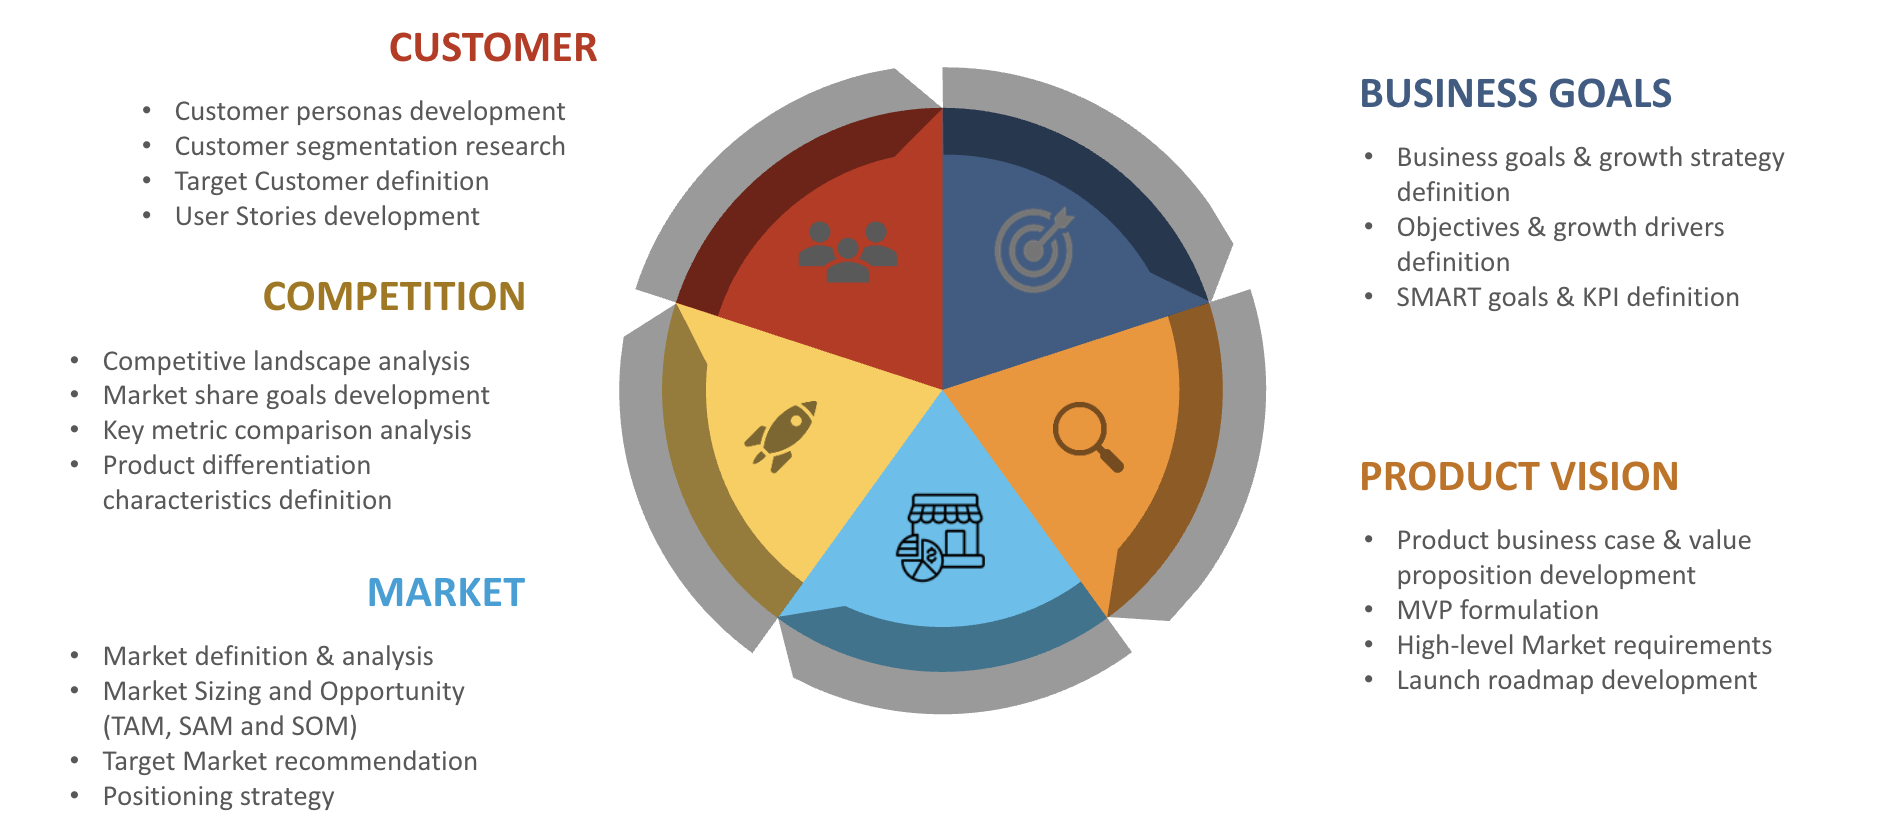 CUSTOMER
• Customer personas development
• Customer segmentation research
• Target Customer definition
• User Stories development
COMPETITION
• Competitive landscape analysis
• Market share goals development
• Key metric comparison analysis
• Product differentiation
characteristics definition
MARKET
• Market definition & analysis
• Market Sizing and Opportunity
(TAM, SAM and SOM)
• Target Market recommendation
• Positioning strategy
BUSINESS GOALS
• Business goals & growth strategy
definition
• Objectives & growth drivers
definition
• SMART goals & KPI definition
PRODUCT VISION
• Product business case & value
proposition development
• MVP formulation
• High-level Market requirements
• Launch roadmap development
$